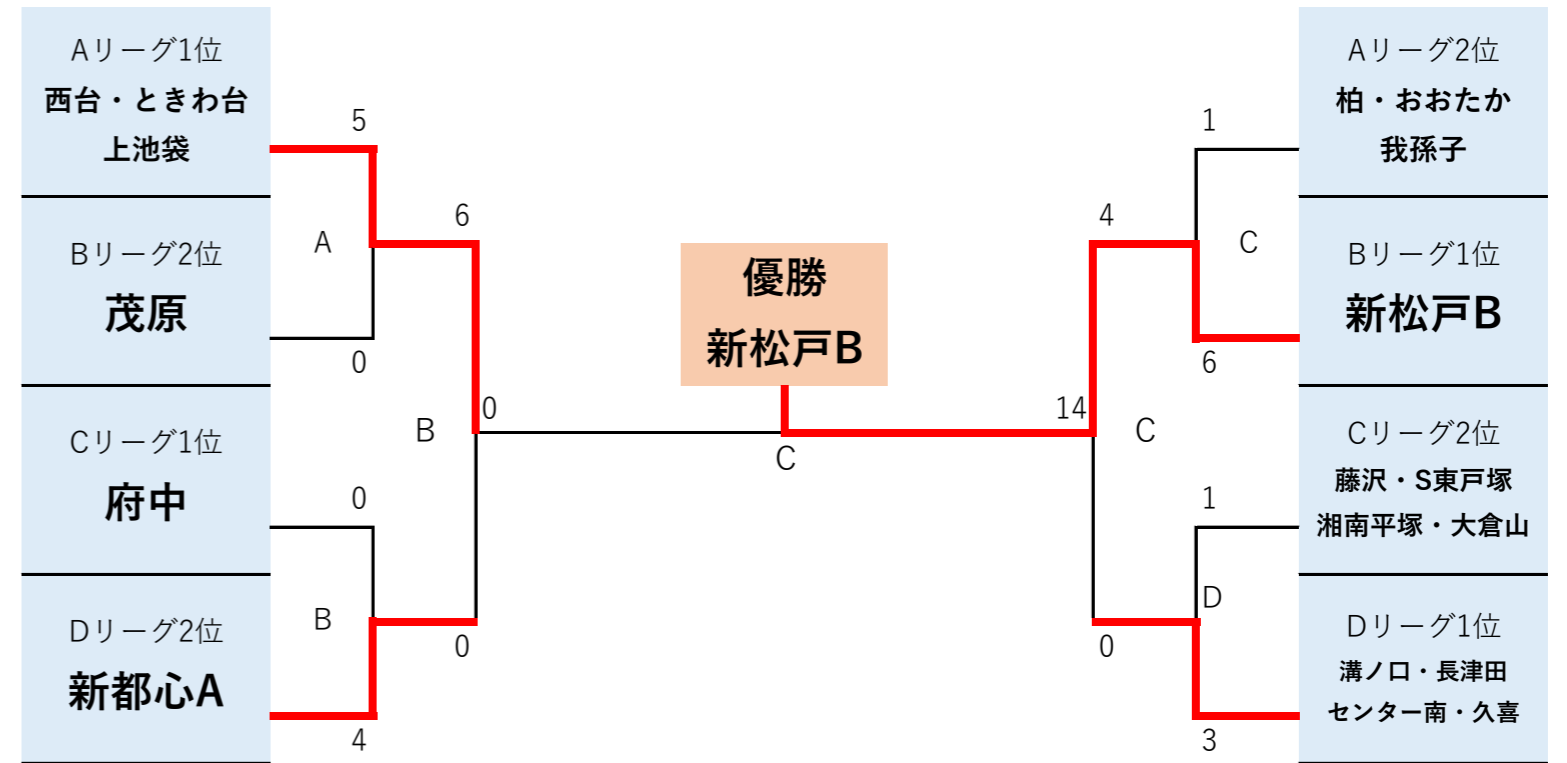 Aリーグ1位
西台・ときわ台
上池袋
Bリーグ2位
茂原
Cリーグ1位
府中
Dリーグ2位
新都心A
5
A
0
0
B
4
6
B
0
0
優勝
新松戸B
C
14
4
C
0
1
C
6
1
D
3
Aリーグ2位
柏・おおたか
我孫子
Bリーグ1位
新松戸B
Cリーグ2位
藤沢・S東戸塚
湘南平塚・大倉山
Dリーグ1位
溝ノ口・長津田
センター南・久喜